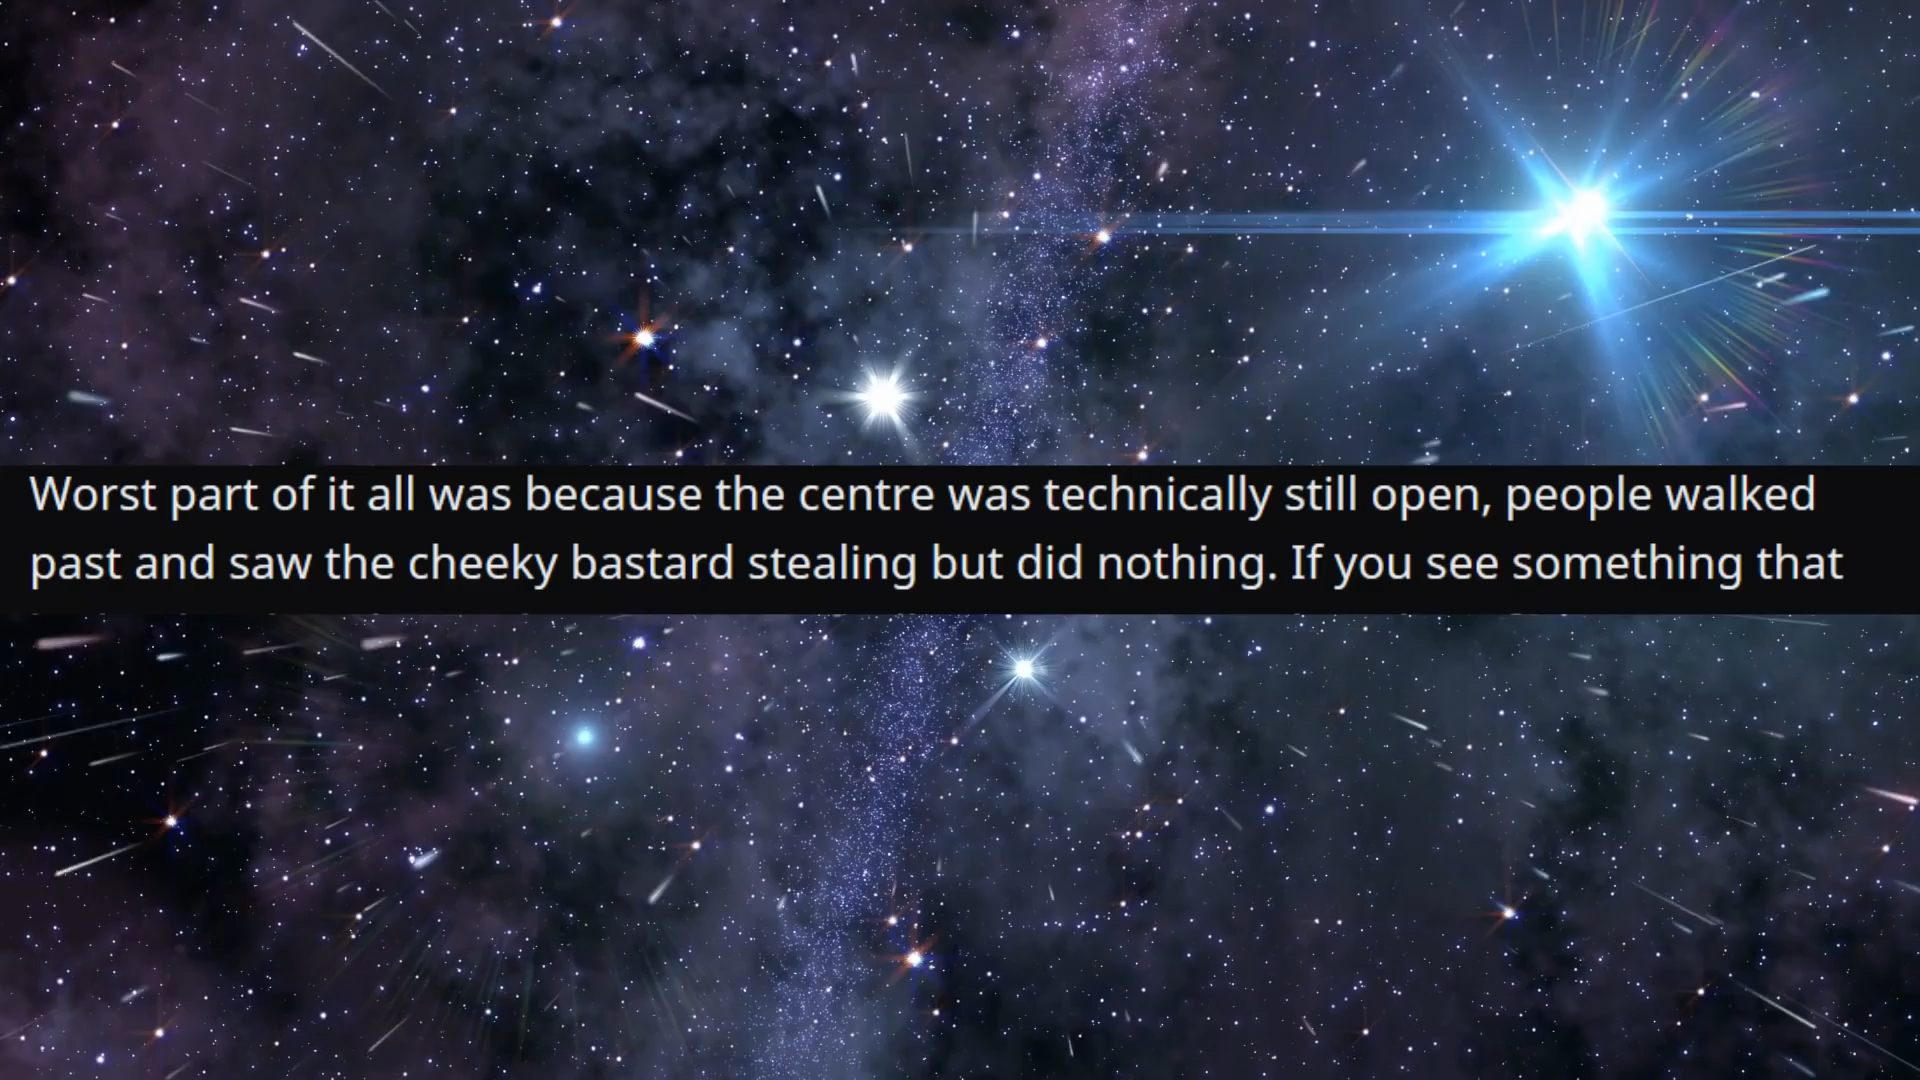 Worst part of it all was because the centre was technically still open, people walked
past and saw the cheeky bastard stealing but did nothing. If you see something that